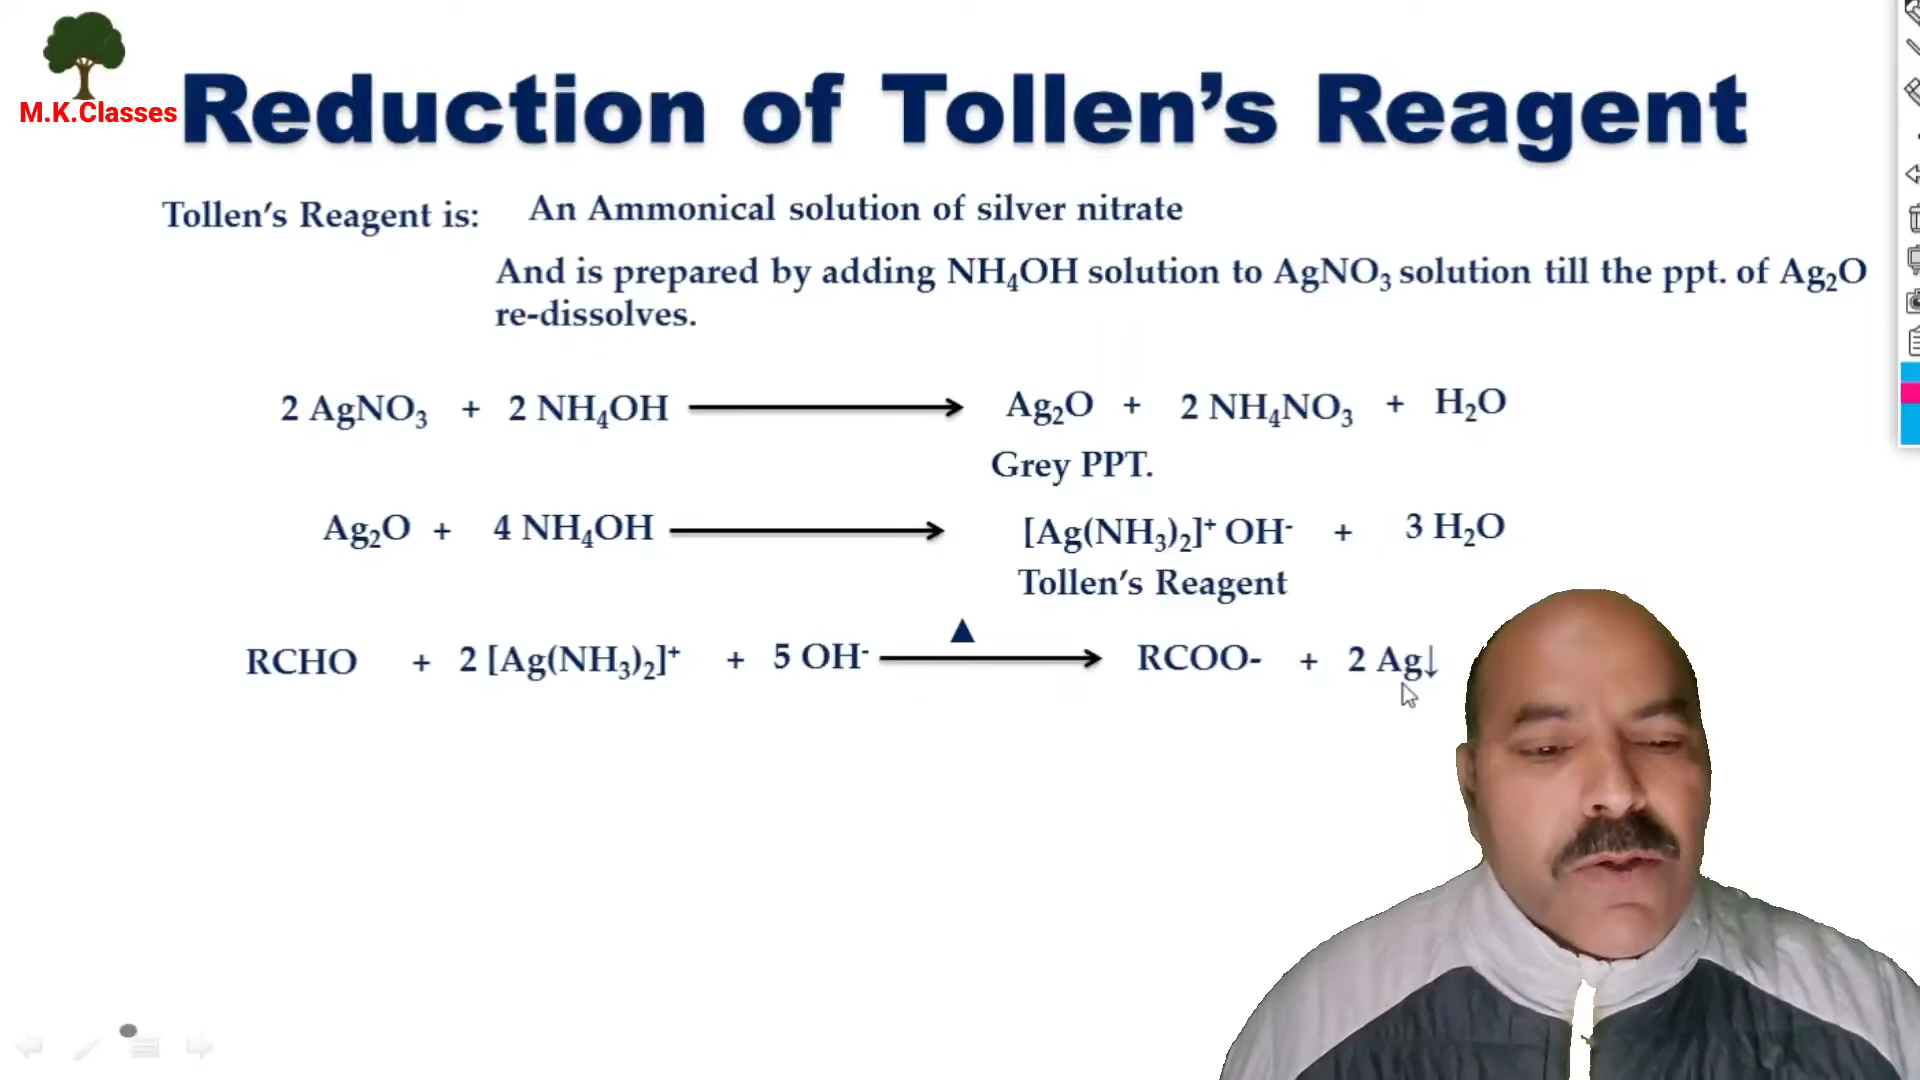 M.K.Classes
Reduction of Tollen’s Reagent
Tollen’s Reagent is: An Ammonical solution of silver nitrate
And is prepared by adding NH₄OH solution to AgNO₃ solution till the ppt. of Ag₂O
re-dissolves.
2 AgNO₃ + 2 NH₄OH ⟶ Ag₂O + 2 NH₄NO₃ + H₂O
Grey PPT.
Ag₂O + 4 NH₄OH ⟶ [Ag(NH₃)₂]⁺ OH⁻ + 3 H₂O
Tollen’s Reagent
▲
RCHO + 2 [Ag(NH₃)₂]⁺ + 5 OH⁻ ⟶ RCOO- + 2 Ag↓